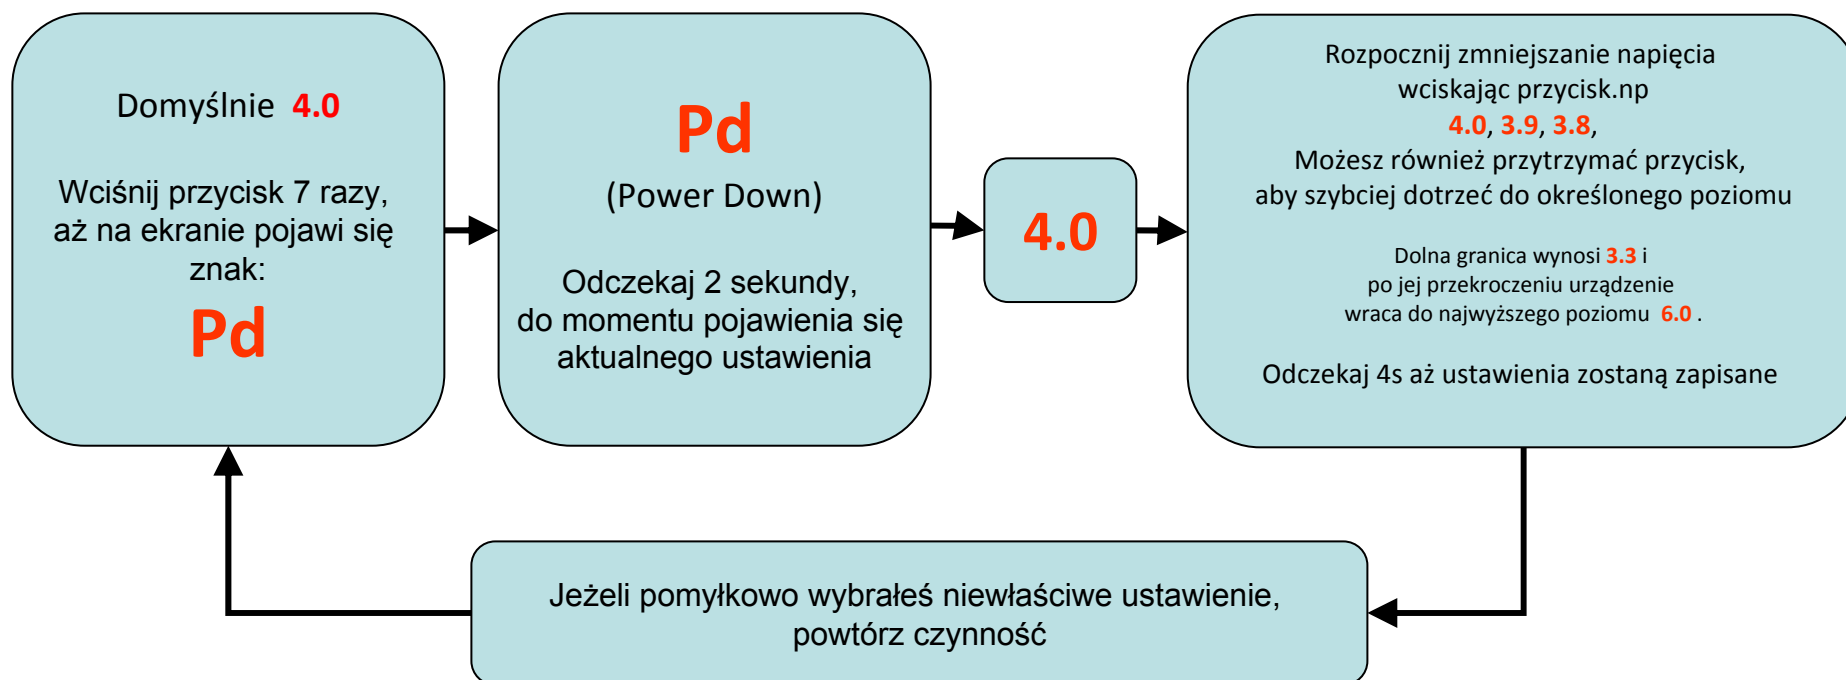 Domyślnie 4.0
Wciśnij przycisk 7 razy,
aż na ekranie pojawi się
znak:
Pd
Pd
(Power Down)
Odczekaj 2 sekundy,
do momentu pojawienia się
aktualnego ustawienia
4.0
Rozpocznij zmniejszanie napięcia
wciskając przycisk.np
4.0, 3.9, 3.8,
Możesz również przytrzymać przycisk,
aby szybciej dotrzeć do określonego poziomu
Dolna granica wynosi 3.3 i
po jej przekroczeniu urządzenie
wraca do najwyższego poziomu 6.0 .
Odczekaj 4s aż ustawienia zostaną zapisane
Jeżeli pomyłkowo wybrałeś niewłaściwe ustawienie,
powtórz czynność